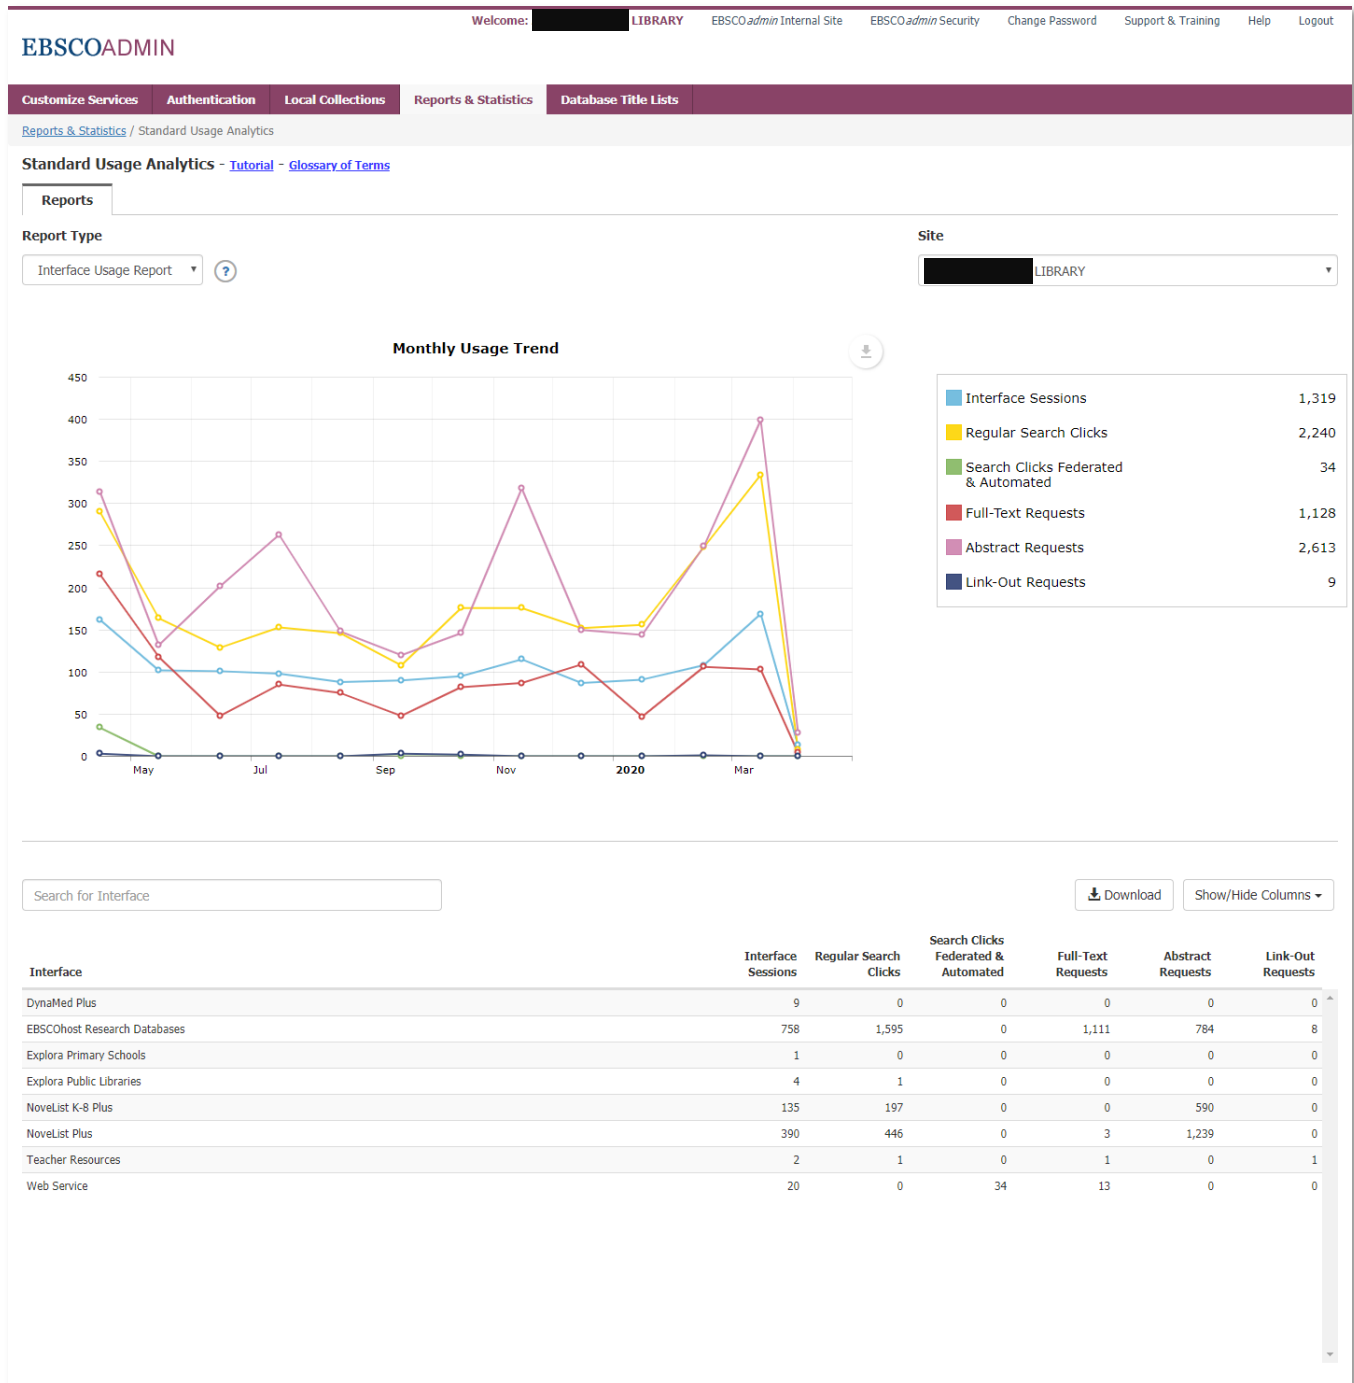 Welcome: LIBRARY EBSCOadmin Internal Site EBSCOadmin Security Change Password Support & Training Help Logout
EBSCOADMIN
Customize Services Authentication Local Collections Reports & Statistics Database Title Lists
Reports & Statistics / Standard Usage Analytics
Standard Usage Analytics - Tutorial - Glossary of Terms
Reports
Report Type
Site
Interface Usage Report ?
LIBRARY
Monthly Usage Trend
450
400
350
300
250
200
150
100
50
0
May Jul Sep Nov 2020 Mar
Interface Sessions 1,319
Regular Search Clicks 2,240
Search Clicks Federated 34
& Automated
Full-Text Requests 1,128
Abstract Requests 2,613
Link-Out Requests 9
Search for Interface
Download Show/Hide Columns
Search Clicks
Interface Regular Search Federated & Full-Text Abstract Link-Out
Interface Sessions Clicks Automated Requests Requests Requests
DynaMed Plus 9 0 0 0 0 0
EBSCOhost Research Databases 758 1,595 0 1,111 784 8
Explora Primary Schools 1 0 0 0 0 0
Explora Public Libraries 4 1 0 0 0 0
NoveList K-8 Plus 135 197 0 0 590 0
NoveList Plus 390 446 0 3 1,239 0
Teacher Resources 2 1 0 1 0 1
Web Service 20 0 34 13 0 0